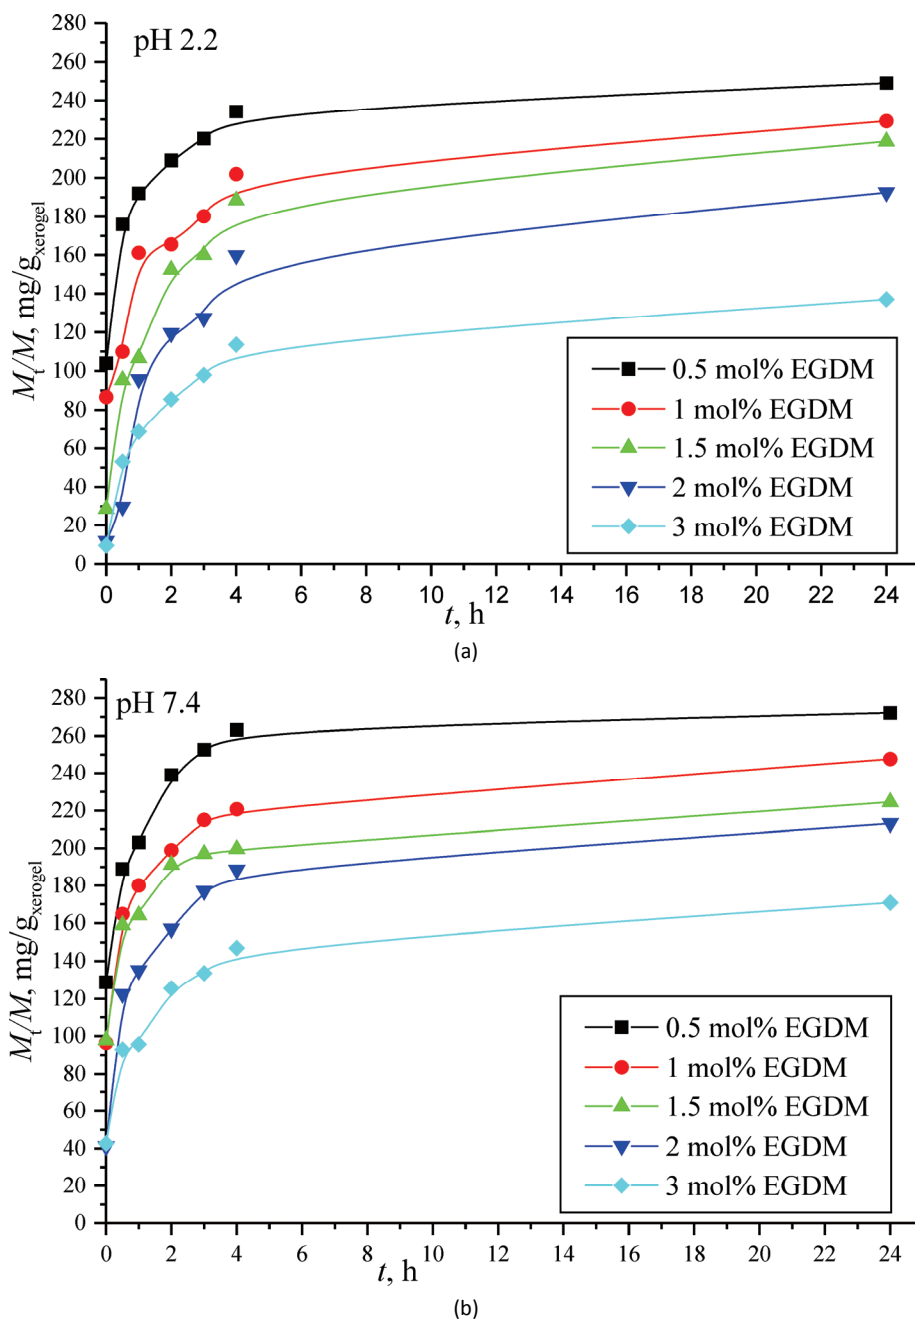 pH 2.2
M_t/M, mg/g_xerogel
280
260
240
220
200
180
160
140
120
100
80
60
40
20
0
0.5 mol% EGDM
1 mol% EGDM
1.5 mol% EGDM
2 mol% EGDM
3 mol% EGDM
0 2 4 6 8 10 12 14 16 18 20 22 24
t, h
(a)
pH 7.4
M_t/M, mg/g_xerogel
280
260
240
220
200
180
160
140
120
100
80
60
40
20
0
0.5 mol% EGDM
1 mol% EGDM
1.5 mol% EGDM
2 mol% EGDM
3 mol% EGDM
0 2 4 6 8 10 12 14 16 18 20 22 24
t, h
(b)